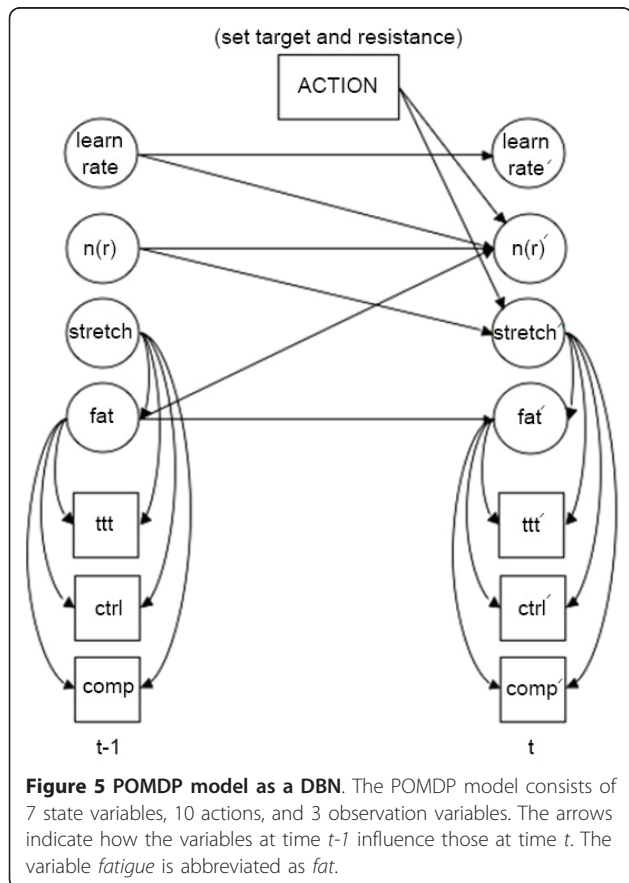 (set target and resistance)
ACTION
learn
rate
learn
rate´
n(r)
n(r)´
stretch
stretch´
fat
fat´
ttt
ttt´
ctrl
ctrl´
comp
comp´
t-1
t
Figure 5 POMDP model as a DBN. The POMDP model consists of
7 state variables, 10 actions, and 3 observation variables. The arrows
indicate how the variables at time t-1 influence those at time t. The
variable fatigue is abbreviated as fat.